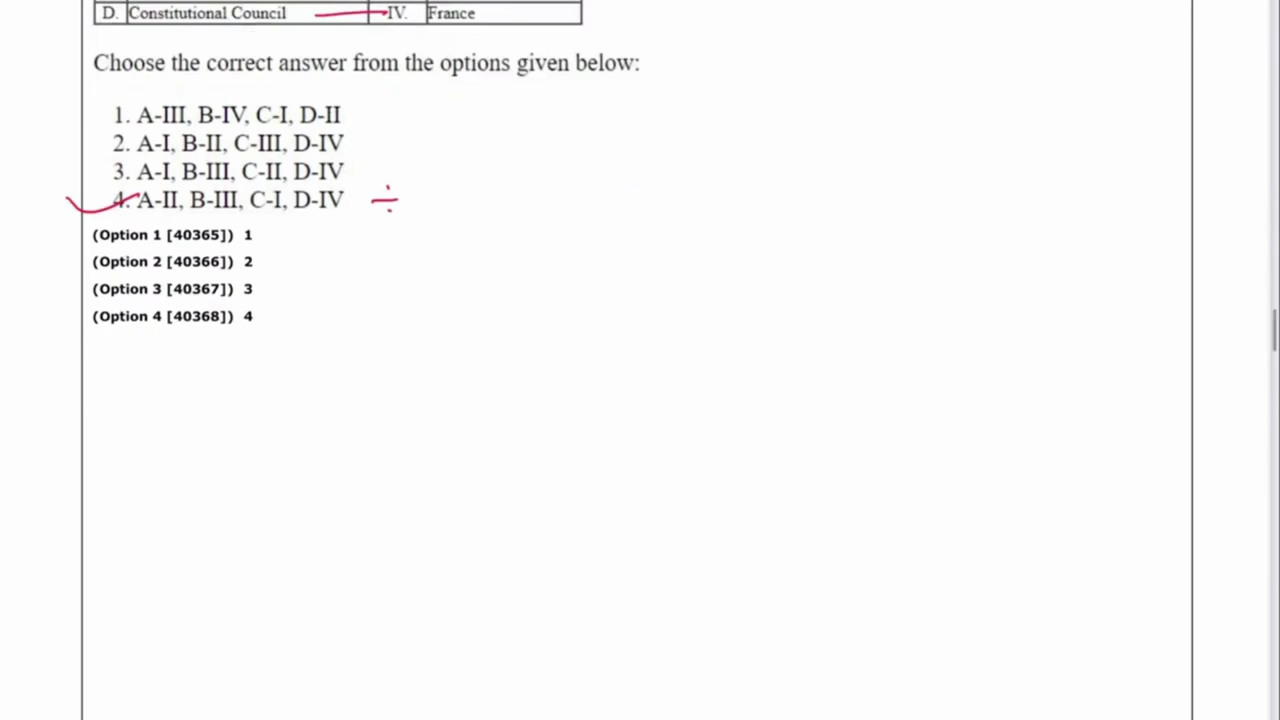 D. Constitutional Council IV. France
Choose the correct answer from the options given below:
1. A-III, B-IV, C-I, D-II
2. A-I, B-II, C-III, D-IV
3. A-I, B-III, C-II, D-IV
4. A-II, B-III, C-I, D-IV ÷
(Option 1 [40365]) 1
(Option 2 [40366]) 2
(Option 3 [40367]) 3
(Option 4 [40368]) 4